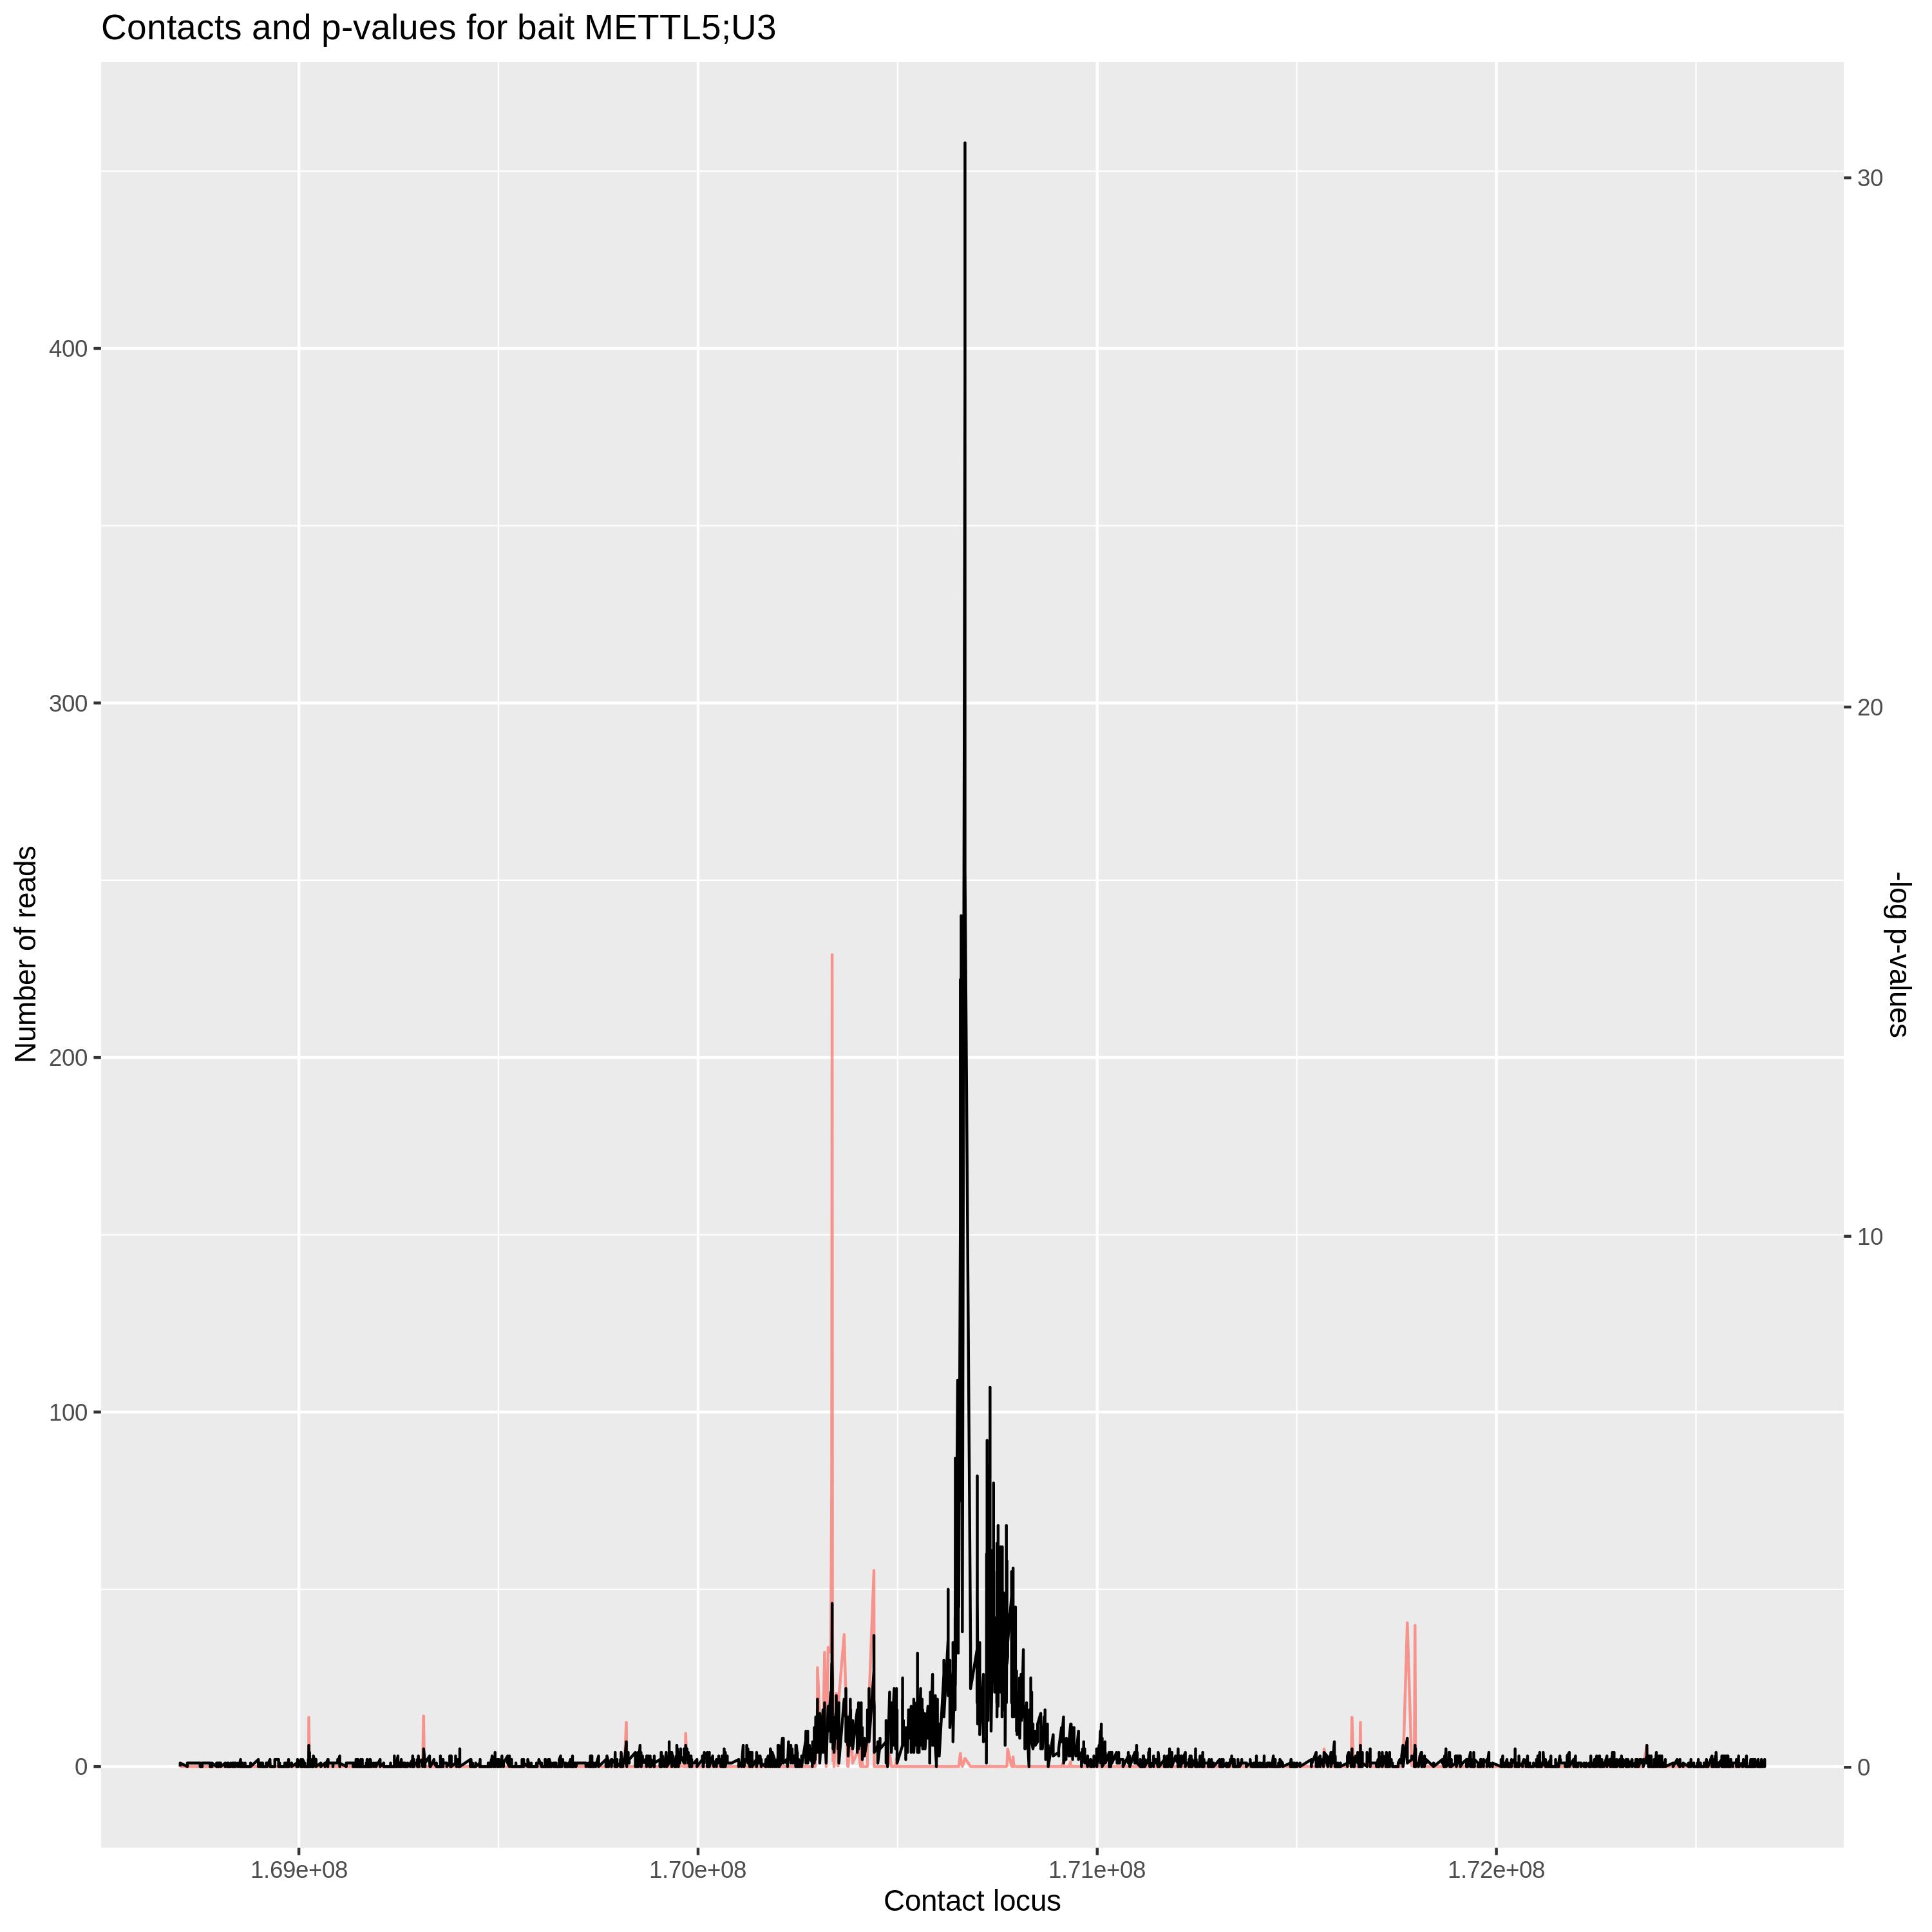 Contacts and p-values for bait METTL5;U3
30
400
300
20
Number of reads
-log p-values
200
10
100
0
0
1.69e+08
1.70e+08
1.71e+08
1.72e+08
Contact locus